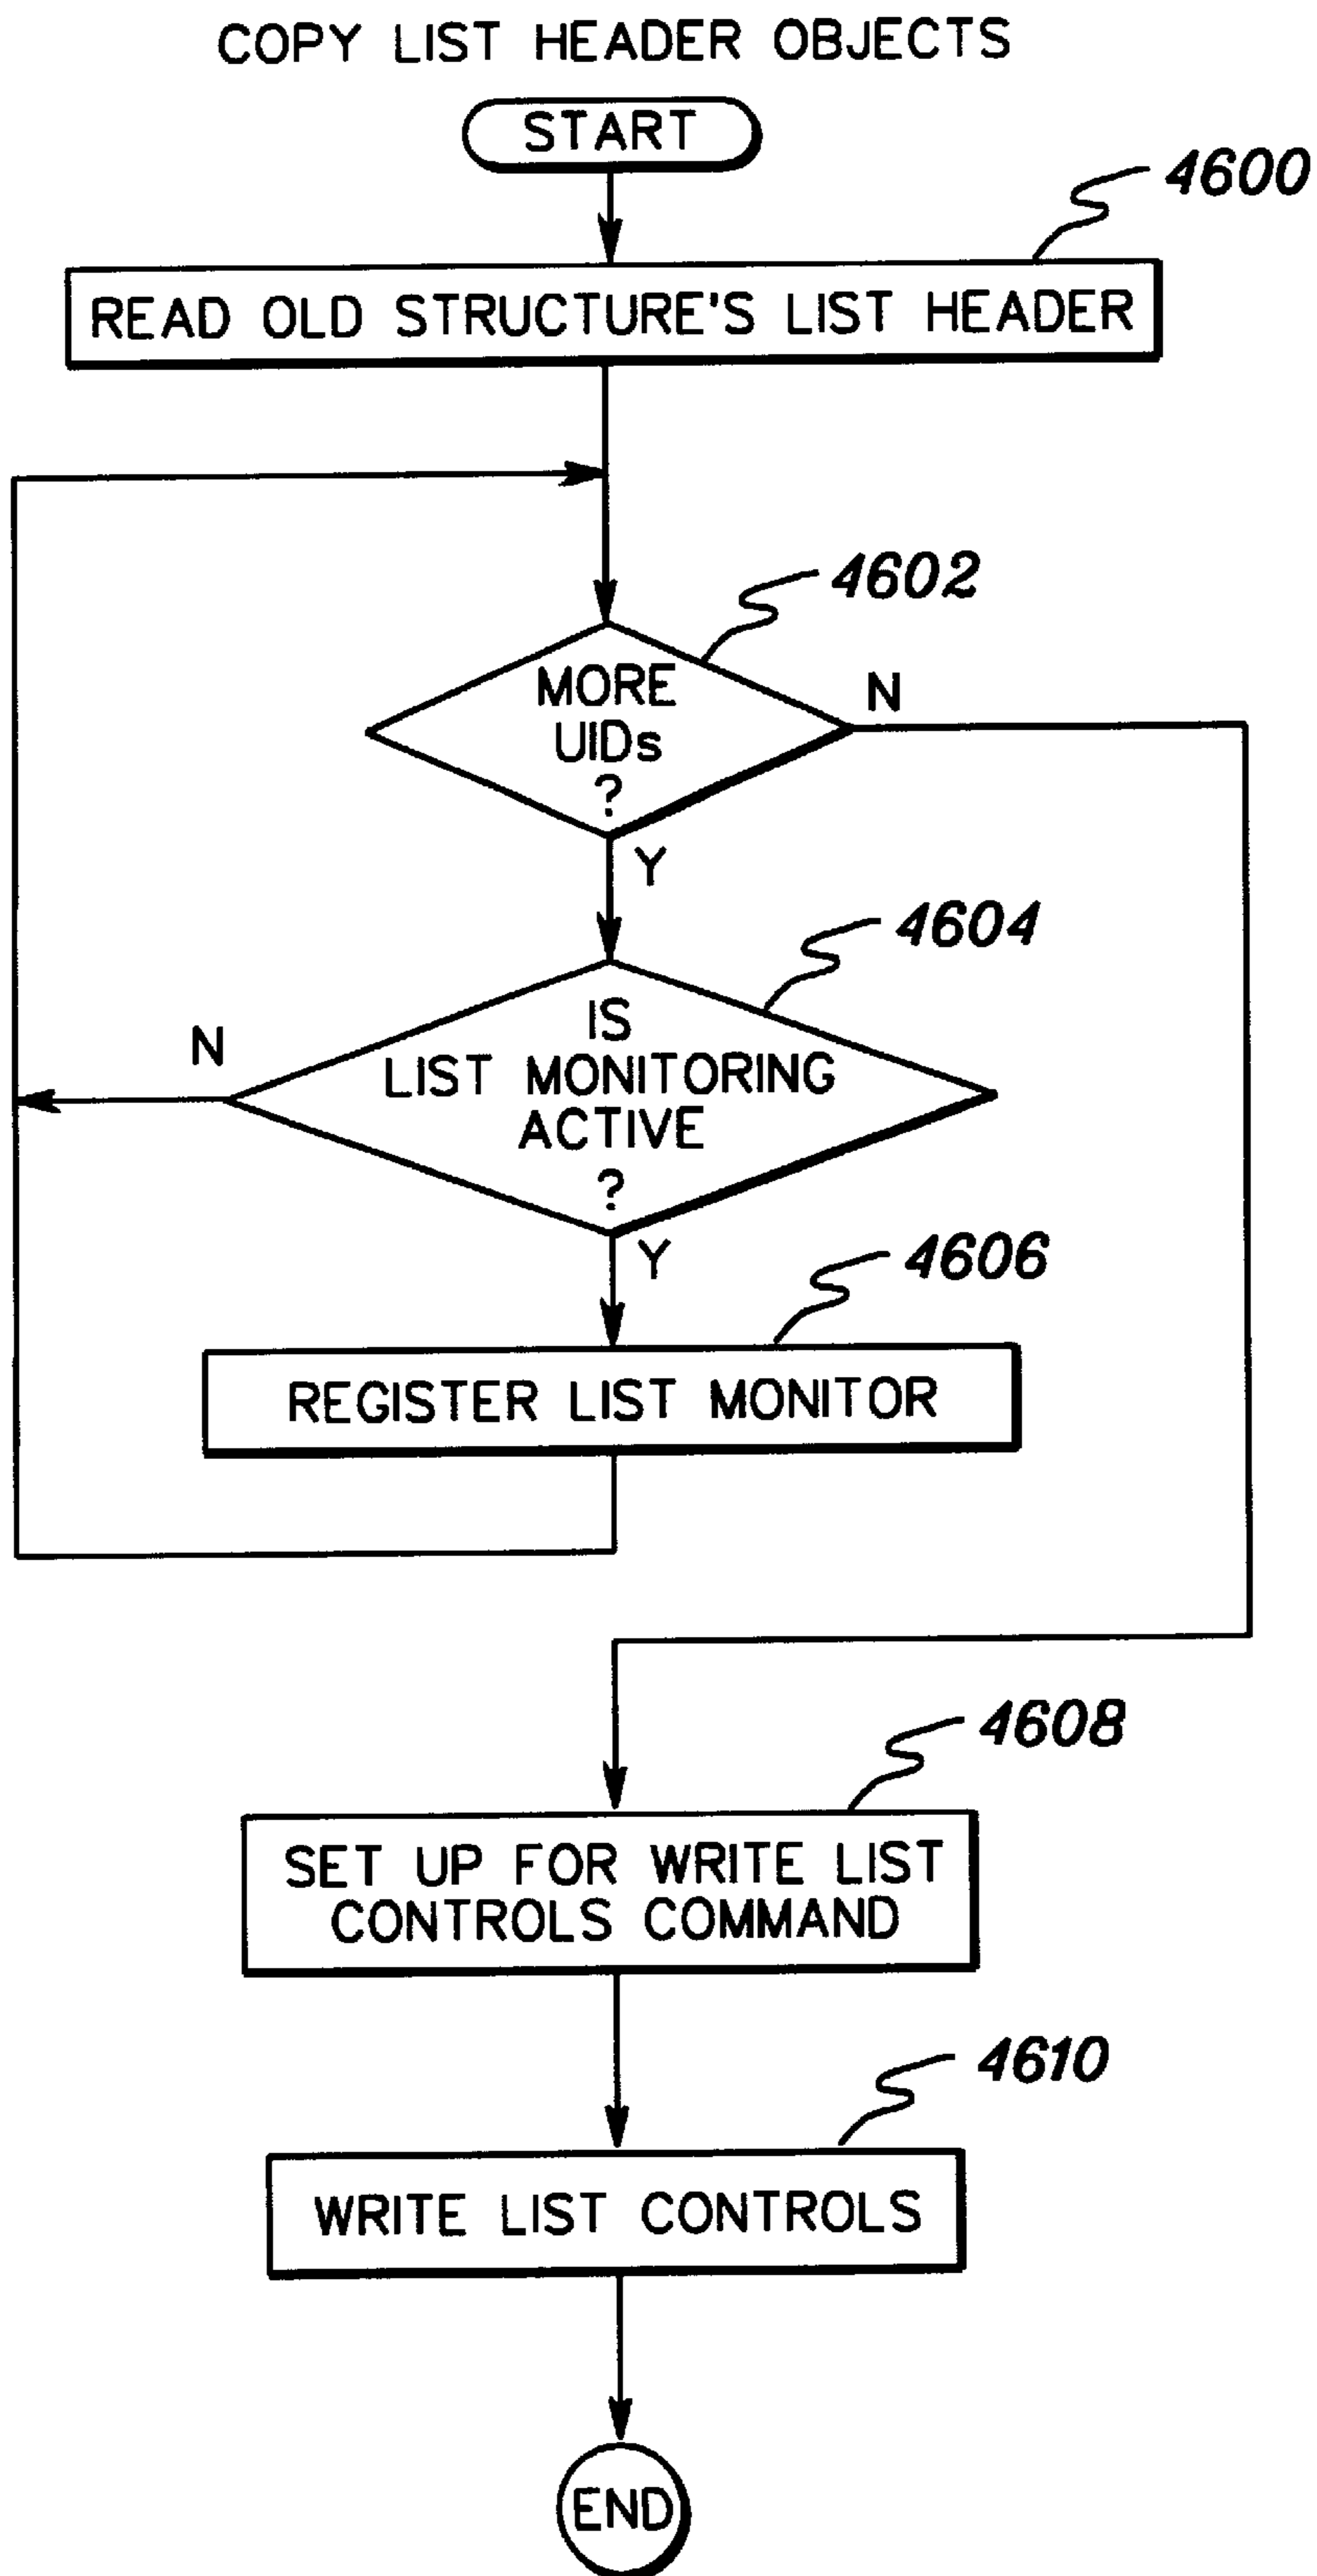 COPY LIST HEADER OBJECTS
START
4600
READ OLD STRUCTURE'S LIST HEADER
4602
MORE
UIDs
?
N
Y
4604
IS
LIST MONITORING
ACTIVE
?
N
Y
4606
REGISTER LIST MONITOR
4608
SET UP FOR WRITE LIST
CONTROLS COMMAND
4610
WRITE LIST CONTROLS
END